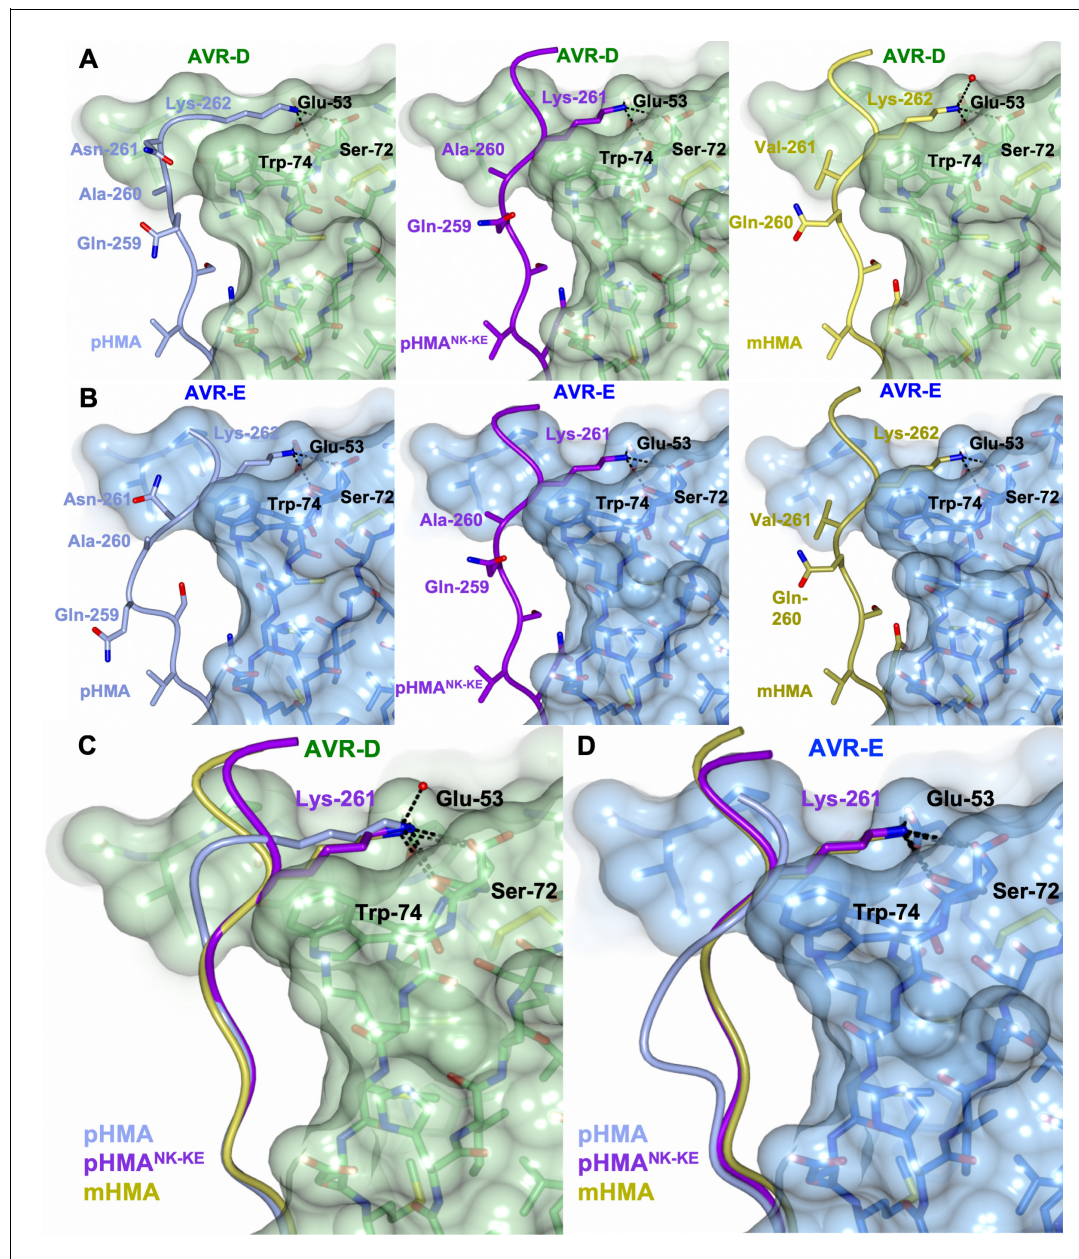 A
AVR-D
Lys-262
Glu-53
Asn-261
Trp-74
Ser-72
Ala-260
Gln-259
pHMA
AVR-D
Lys-261
Glu-53
Ala-260
Trp-74
Ser-72
Gln-259
pHMANK-KE
AVR-D
Lys-262
Glu-53
Val-261
Trp-74
Ser-72
Gln-260
mHMA
B
AVR-E
Lys-262
Glu-53
Asn-261
Trp-74
Ser-72
Ala-260
Gln-259
pHMA
AVR-E
Lys-261
Glu-53
Ala-260
Trp-74
Ser-72
Gln-259
pHMANK-KE
AVR-E
Lys-262
Glu-53
Val-261
Trp-74
Ser-72
Gln-
260
mHMA
C
AVR-D
Lys-261
Glu-53
Ser-72
Trp-74
pHMA
pHMANK-KE
mHMA
D
AVR-E
Lys-261
Glu-53
Ser-72
Trp-74
pHMA
pHMANK-KE
mHMA